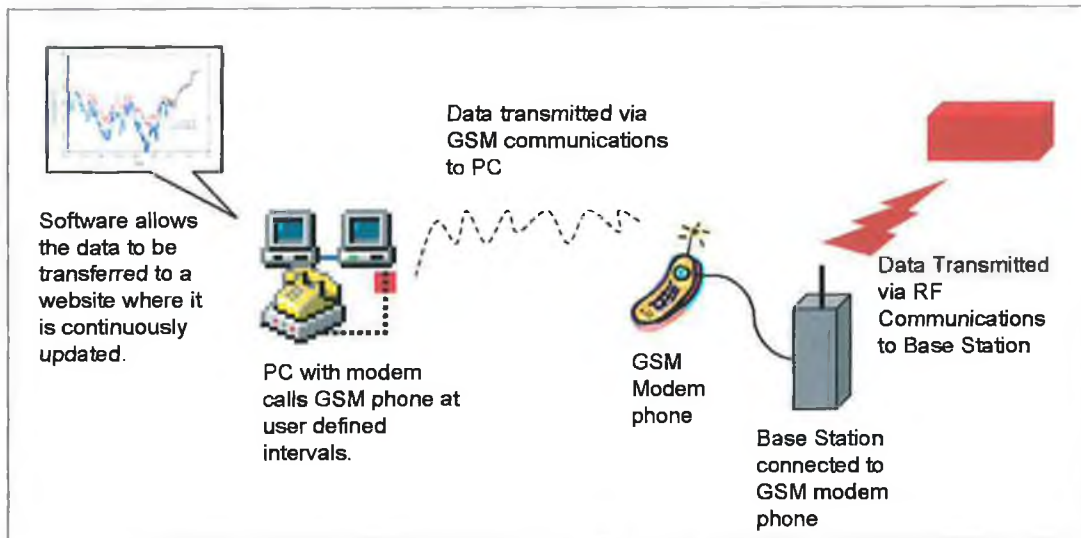 Data transmitted via
GSM communications
to PC
Software allows
the data to be
transferred to a
website where it
is continuously
updated.
PC with modem
calls GSM phone at
user defined
intervals.
GSM
Modem
phone
Data Transmitted
via RF
Communications
to Base Station
Base Station
connected to
GSM modem
phone